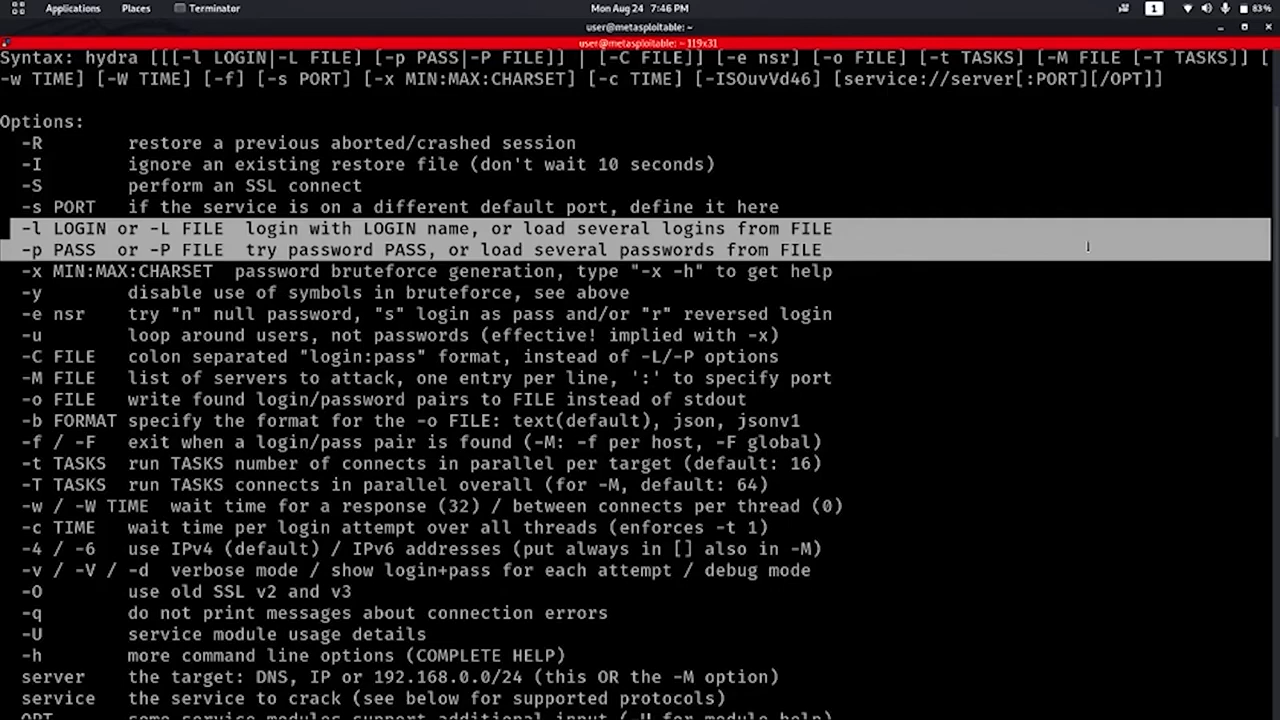 Applications Places Terminator Mon Aug 24 7:46 PM 1 83%
user@metasploitable: ~
user@metasploitable: ~ 119x31
Syntax: hydra [[[-l LOGIN|-L FILE] [-p PASS|-P FILE]] | [-C FILE]] [-e nsr] [-o FILE] [-t TASKS] [-M FILE [-T TASKS]] [
-w TIME] [-W TIME] [-f] [-s PORT] [-x MIN:MAX:CHARSET] [-c TIME] [-ISOuvVd46] [service://server[:PORT][/OPT]]
Options:
-R restore a previous aborted/crashed session
-I ignore an existing restore file (don't wait 10 seconds)
-S perform an SSL connect
-s PORT if the service is on a different default port, define it here
-l LOGIN or -L FILE login with LOGIN name, or load several logins from FILE
-p PASS or -P FILE try password PASS, or load several passwords from FILE
-x MIN:MAX:CHARSET password bruteforce generation, type "-x -h" to get help
-y disable use of symbols in bruteforce, see above
-e nsr try "n" null password, "s" login as pass and/or "r" reversed login
-u loop around users, not passwords (effective! implied with -x)
-C FILE colon separated "login:pass" format, instead of -L/-P options
-M FILE list of servers to attack, one entry per line, ':' to specify port
-o FILE write found login/password pairs to FILE instead of stdout
-b FORMAT specify the format for the -o FILE: text(default), json, jsonv1
-f / -F exit when a login/pass pair is found (-M: -f per host, -F global)
-t TASKS run TASKS number of connects in parallel per target (default: 16)
-T TASKS run TASKS connects in parallel overall (for -M, default: 64)
-w / -W TIME wait time for a response (32) / between connects per thread (0)
-c TIME wait time per login attempt over all threads (enforces -t 1)
-4 / -6 use IPv4 (default) / IPv6 addresses (put always in [] also in -M)
-v / -V / -d verbose mode / show login+pass for each attempt / debug mode
-O use old SSL v2 and v3
-q do not print messages about connection errors
-U service module usage details
-h more command line options (COMPLETE HELP)
server the target: DNS, IP or 192.168.0.0/24 (this OR the -M option)
service the service to crack (see below for supported protocols)
OPT some service modules support additional input (-U for module help)